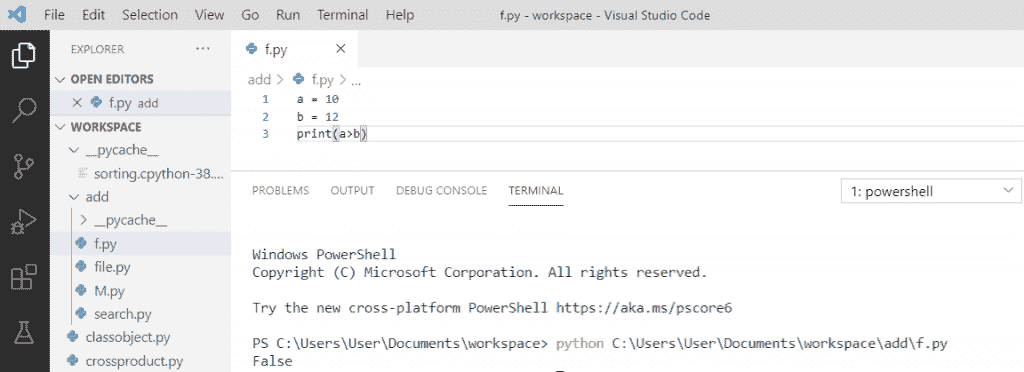 File Edit Selection View Go Run Terminal Help f.py - workspace - Visual Studio Code
EXPLORER ...
OPEN EDITORS
f.py add
WORKSPACE
__pycache__
sorting.cpython-38....
add
__pycache__
f.py
file.py
M.py
search.py
classobject.py
crossproduct.py
f.py
add > f.py > ...
1 a = 10
2 b = 12
3 print(a>b)
PROBLEMS OUTPUT DEBUG CONSOLE TERMINAL 1: powershell
Windows PowerShell
Copyright (C) Microsoft Corporation. All rights reserved.
Try the new cross-platform PowerShell https://aka.ms/pscore6
PS C:\Users\User\Documents\workspace> python C:\Users\User\Documents\workspace\add\f.py
False